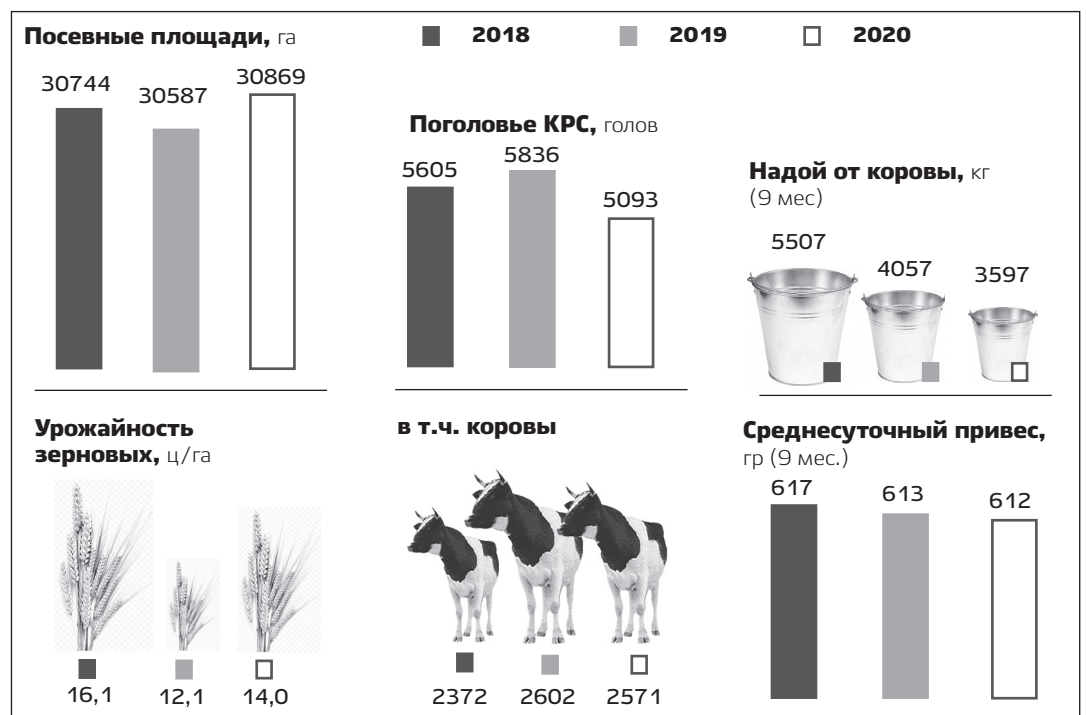 Посевные площади, га
2018
2019
2020
30744
30587
30869
Поголовье КРС, голов
5605
5836
5093
Надой от коровы, кг
(9 мес)
5507
4057
3597
Урожайность
зерновых, ц/га
16,1
12,1
14,0
в т.ч. коровы
2372
2602
2571
Среднесуточный привес,
гр (9 мес.)
617
613
612